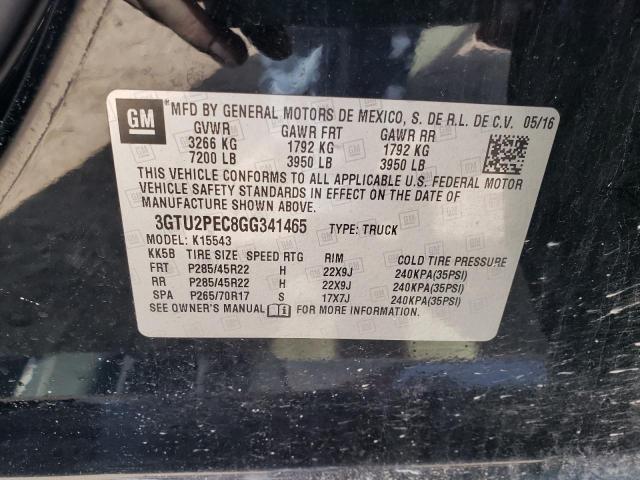 GM *MFD BY GENERAL MOTORS DE MEXICO, S. DE R.L. DE C.V. 05/16
GVWR GAWR FRT GAWR RR
3266 KG 1792 KG 1792 KG
7200 LB 3950 LB 3950 LB
THIS VEHICLE CONFORMS TO ALL APPLICABLE U.S. FEDERAL MOTOR
VEHICLE SAFETY STANDARDS IN EFFECT ON THE DATE OF
MANUFACTURE SHOWN ABOVE.
3GTU2PEC8GG341465 TYPE: TRUCK
MODEL: K15543
KK5B TIRE SIZE SPEED RTG RIM COLD TIRE PRESSURE
FRT P285/45R22 H 22X9J 240KPA(35PSI)
RR P285/45R22 H 22X9J 240KPA(35PSI)
SPA P265/70R17 S 17X7J 240KPA(35PSI)
SEE OWNER'S MANUAL FOR MORE INFORMATION.